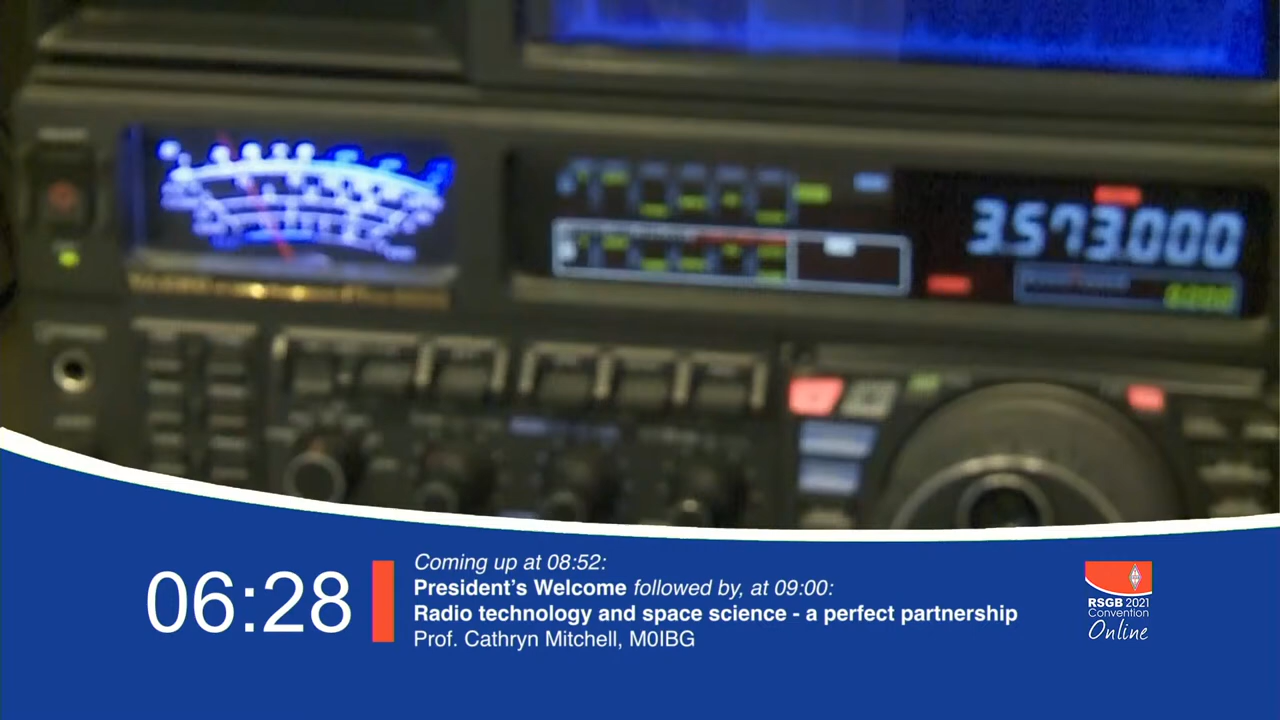 3.573.000
06:28
Coming up at 08:52:
President's Welcome followed by, at 09:00:
Radio technology and space science - a perfect partnership
Prof. Cathryn Mitchell, M0IBG
RSGB 2021
Convention
Online